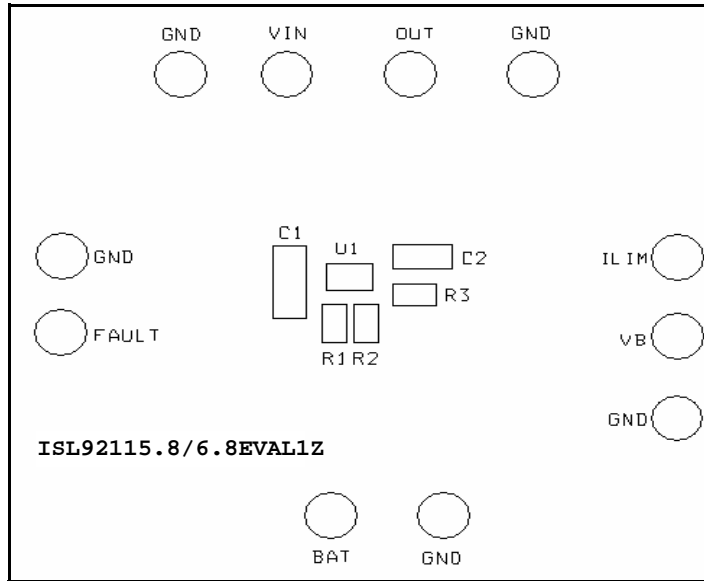 GND VIN OUT GND
C1
U1
C2
GND
ILIM
R3
FAULT
VB
R1 R2
GND
ISL92115.8/6.8EVAL1Z
BAT GND